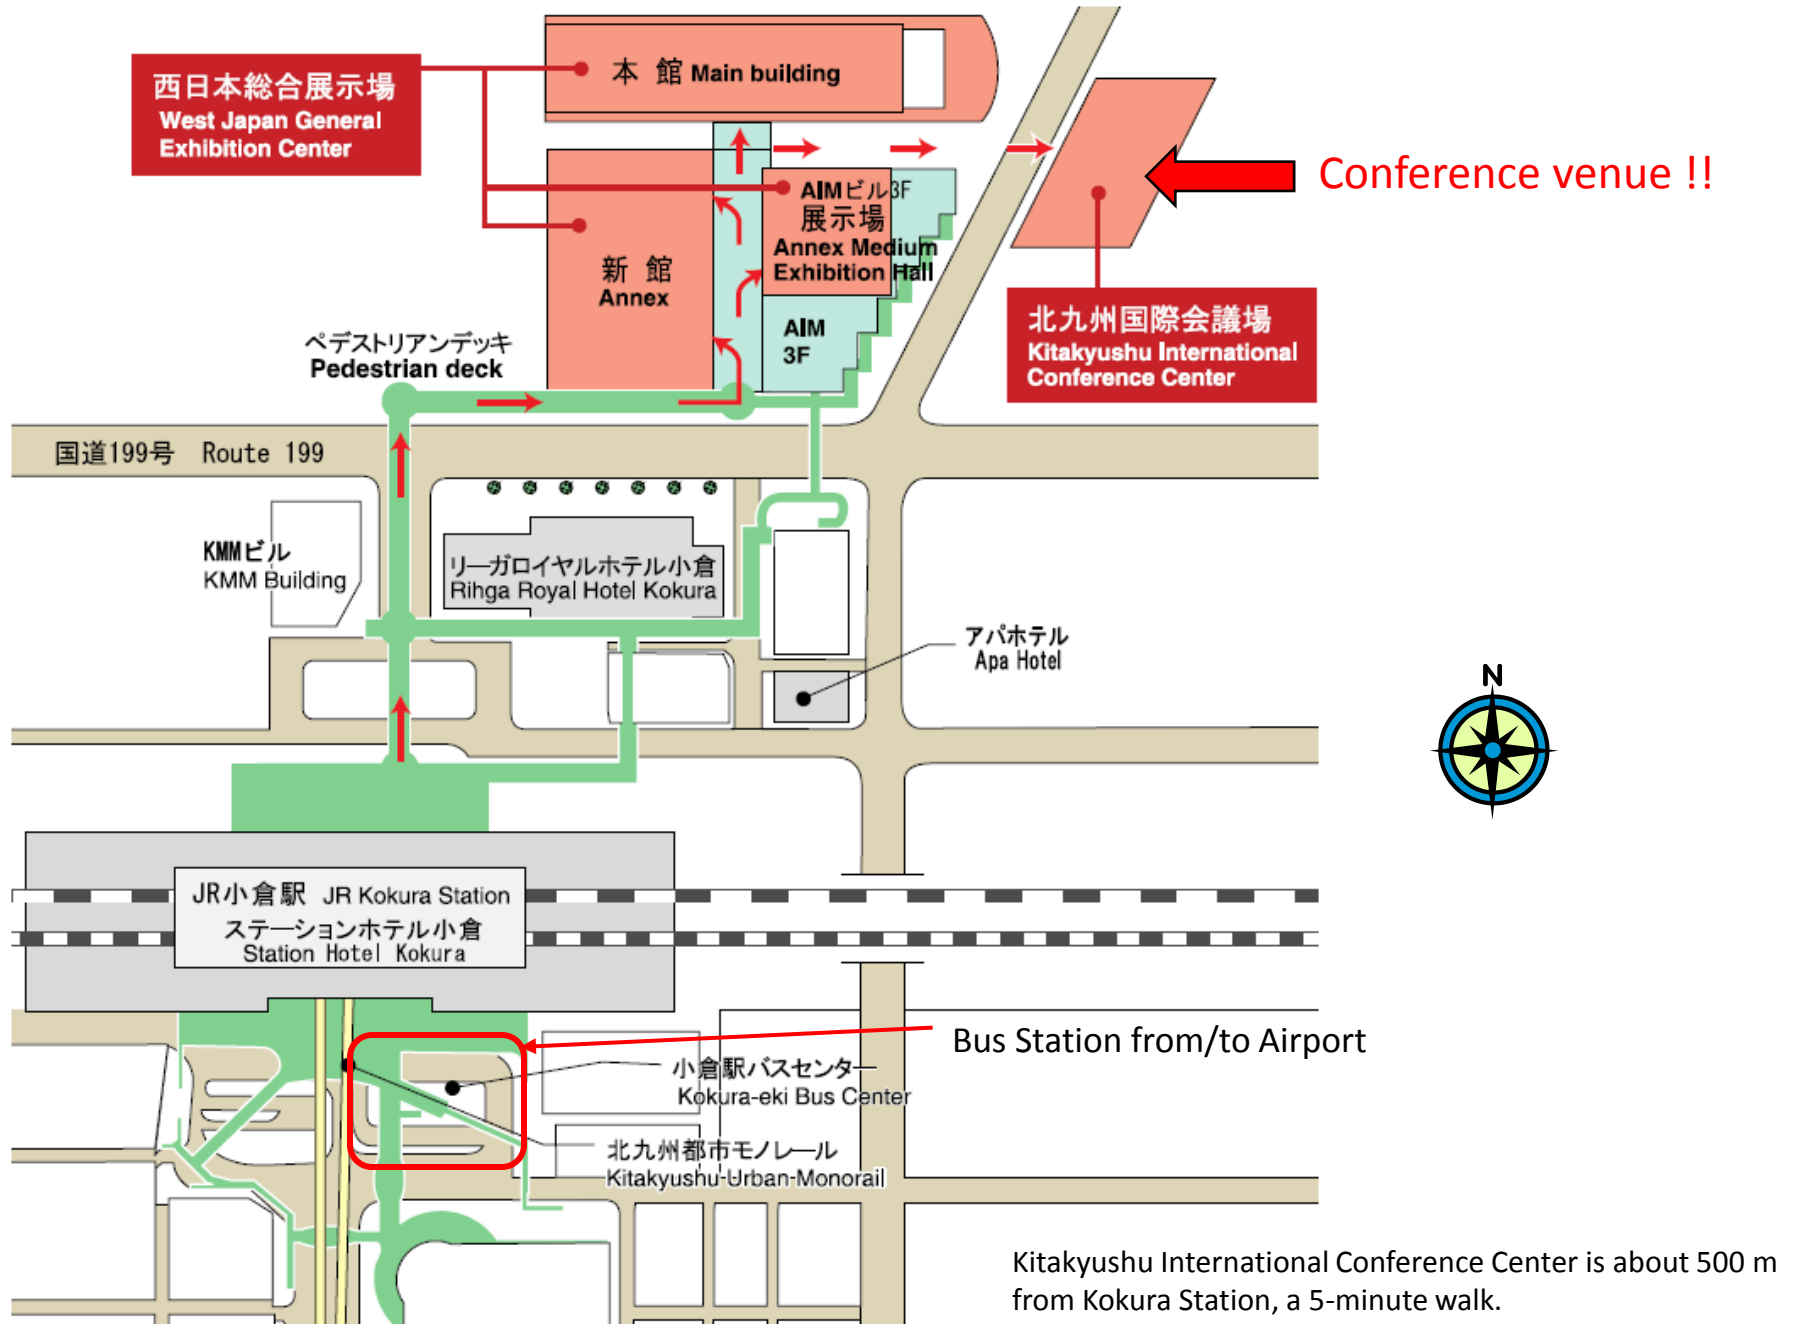 本 館 Main building
西日本総合展示場
West Japan General
Exhibition Center
Conference venue !!
AIMビル3F
展示場
Annex Medium
Exhibition Hall
新 館
Annex
AIM
3F
北九州国際会議場
Kitakyushu International
Conference Center
ペデストリアンデッキ
Pedestrian deck
国道199号 Route 199
KMMビル
KMM Building
リーガロイヤルホテル小倉
Rihga Royal Hotel Kokura
アパホテル
Apa Hotel
N
JR小倉駅 JR Kokura Station
ステーションホテル小倉
Station Hotel Kokura
Bus Station from/to Airport
小倉駅バスセンター
Kokura-eki Bus Center
北九州都市モノレール
Kitakyushu Urban Monorail
Kitakyushu International Conference Center is about 500 m
from Kokura Station, a 5-minute walk.